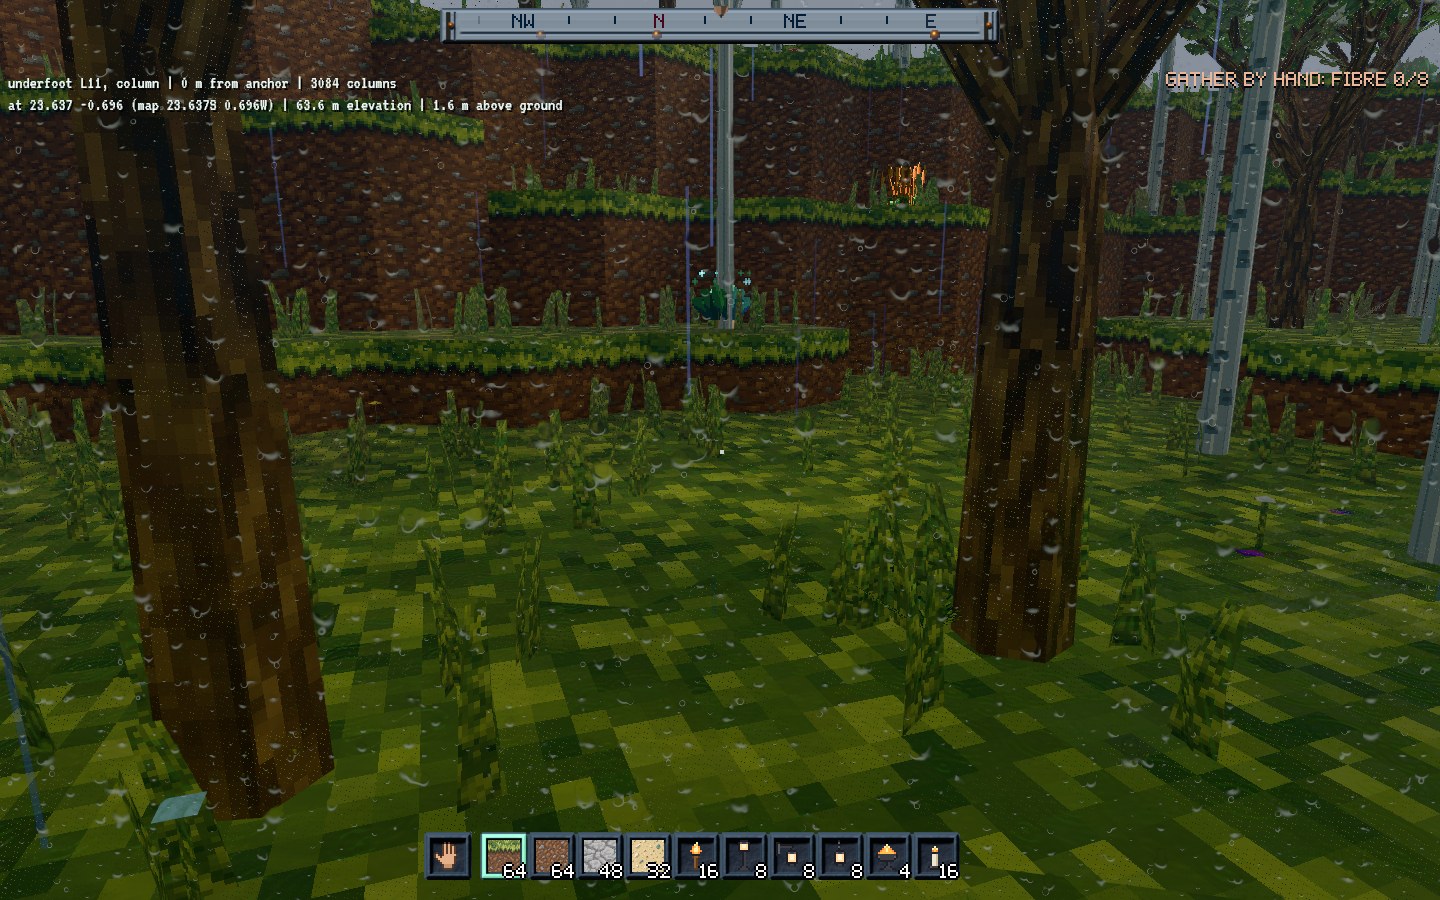 NW N NE E
underfoot L11, column | 0 m from anchor | 3084 columns
GATHER BY HAND: FIBRE 0/8
at 23.637 -0.696 (map 23.637S 0.696W) | 63.6 m elevation | 1.6 m above ground
64 64 48 32 16 8 8 8 4 16